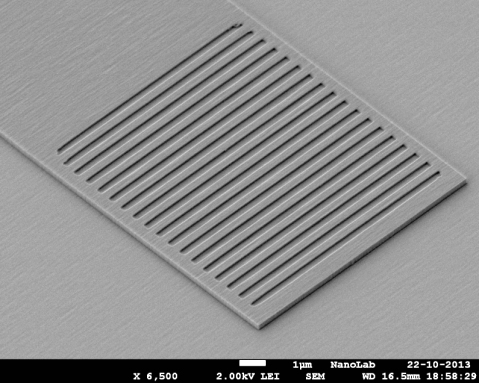 1μm NanoLab 22-10-2013
X 6,500 2.00kV LEI SEM WD 16.5mm 18:58:29